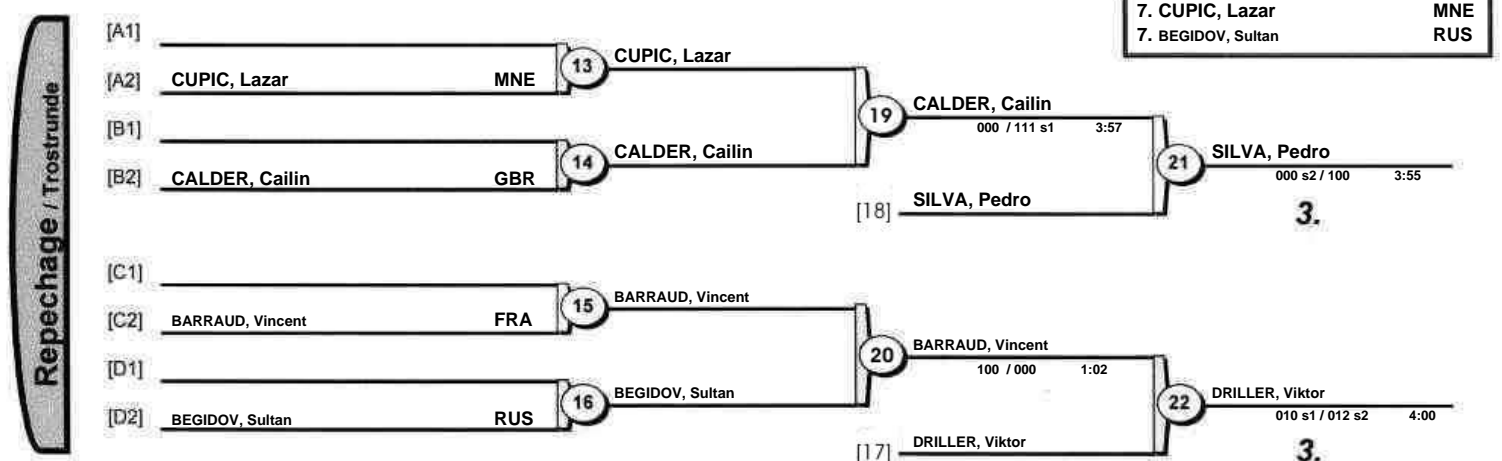 7. CUPIC, Lazar MNE
7. BEGIDOV, Sultan RUS
Repechage / Trostrunde
[A1]
[A2] CUPIC, Lazar MNE
13 CUPIC, Lazar
[B1]
[B2] CALDER, Cailin GBR
14 CALDER, Cailin
19 CALDER, Cailin
000 / 111 s1 3:57
[18] SILVA, Pedro
21 SILVA, Pedro
000 s2 / 100 3:55
3.
[C1]
[C2] BARRAUD, Vincent FRA
15 BARRAUD, Vincent
[D1]
[D2] BEGIDOV, Sultan RUS
16 BEGIDOV, Sultan
20 BARRAUD, Vincent
100 / 000 1:02
[17] DRILLER, Viktor
22 DRILLER, Viktor
010 s1 / 012 s2 4:00
3.